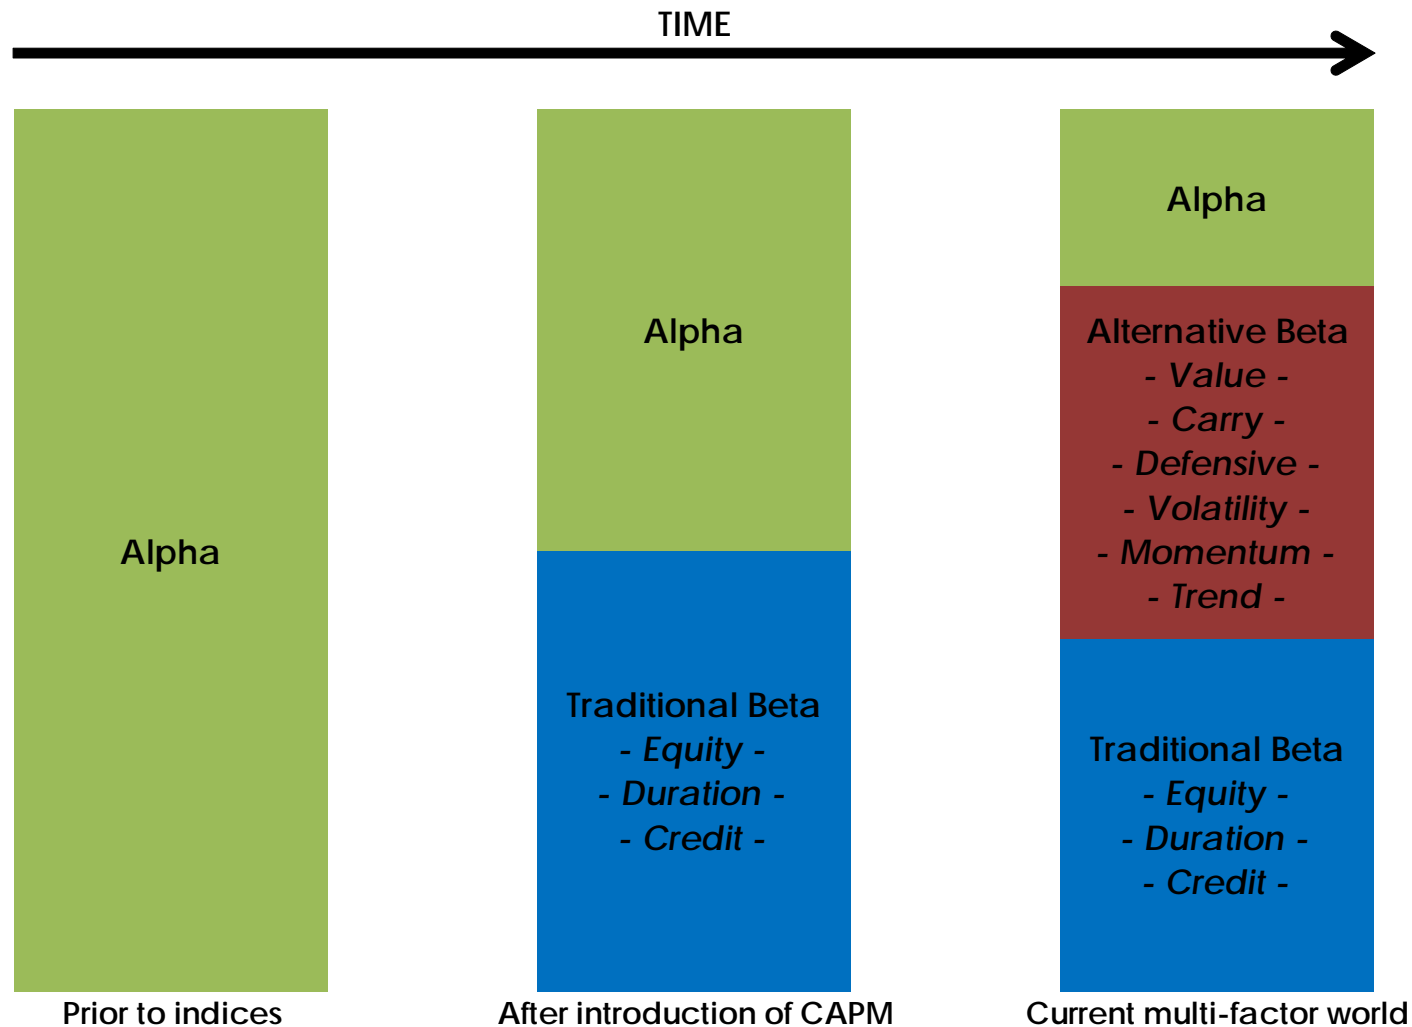 TIME
Alpha
Prior to indices
Alpha
Traditional Beta
- Equity -
- Duration -
- Credit -
After introduction of CAPM
Alpha
Alternative Beta
- Value -
- Carry -
- Defensive -
- Volatility -
- Momentum -
- Trend -
Traditional Beta
- Equity -
- Duration -
- Credit -
Current multi-factor world